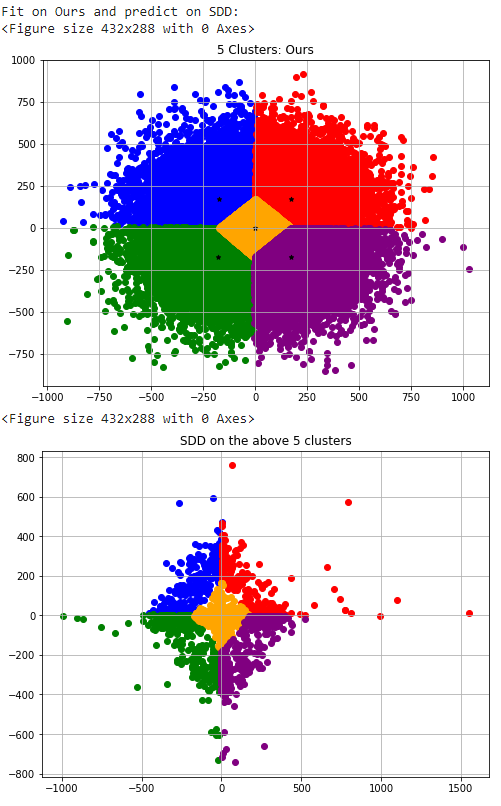 Fit on Ours and predict on SDD:
<Figure size 432x288 with 0 Axes>
5 Clusters: Ours
1000
750
500
250
0
−250
−500
−750
−1000 −750 −500 −250 0 250 500 750 1000
<Figure size 432x288 with 0 Axes>
SDD on the above 5 clusters
800
600
400
200
0
−200
−400
−600
−800
−1000 −500 0 500 1000 1500